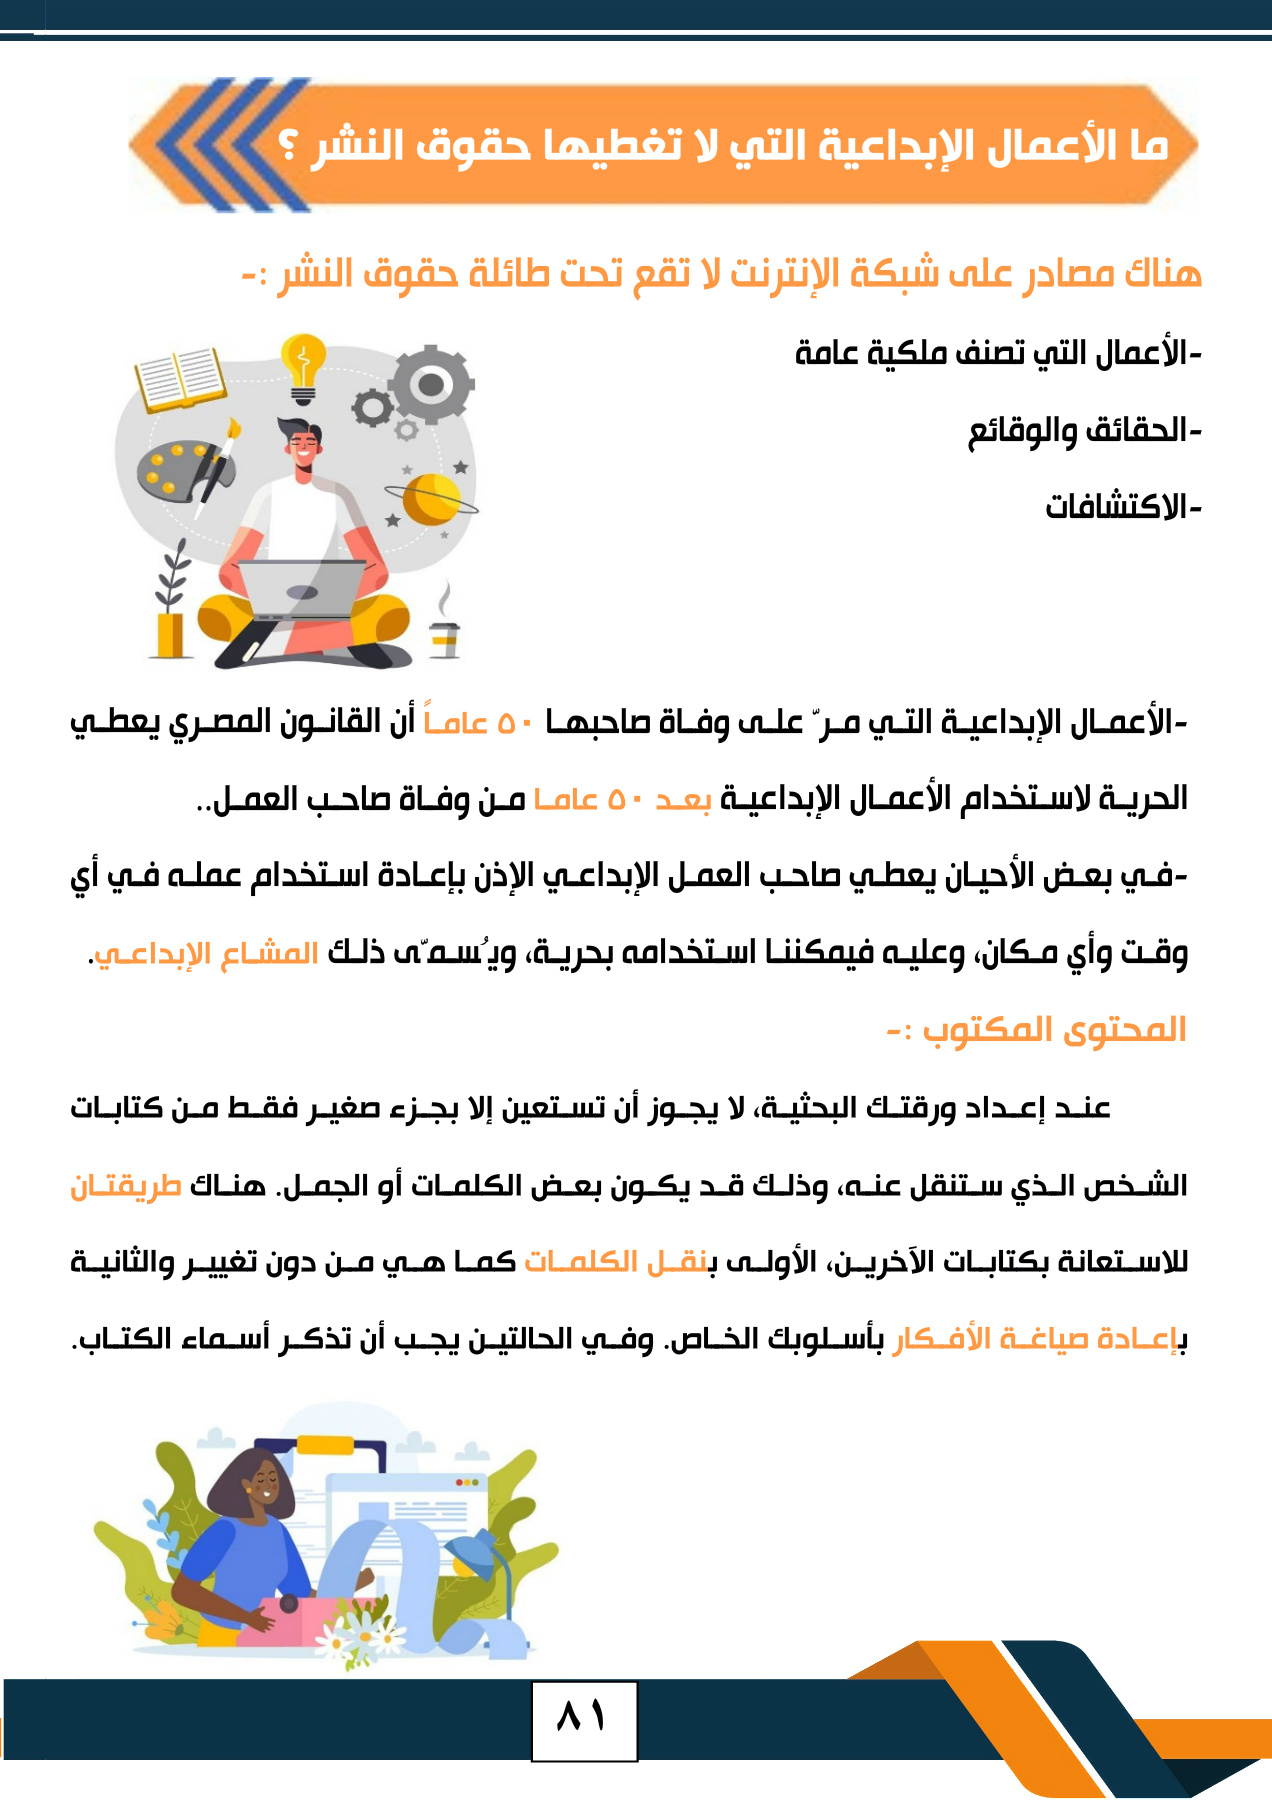 ما الأعمال الإبداعية التي لا تغطيها حقوق النشر ؟
هناك مصادر على شبكة الإنترنت لا تقع تحت طائلة حقوق النشر :-
-الأعمال التي تصنف ملكية عامة
-الحقائق والوقائع
-الاكتشافات
-الأعمال الإبداعية التي مرّ على وفاة صاحبها ٥٠ عاماً أن القانون المصري يعطي
الحرية لاستخدام الأعمال الإبداعية بعد ٥٠ عاما من وفاة صاحب العمل..
-في بعض الأحيان يعطي صاحب العمل الإبداعي الإذن بإعادة استخدام عمله في أي
وقت وأي مكان، وعليه فيمكننا استخدامه بحرية، ويُسمّى ذلك المشاع الإبداعي.
المحتوى المكتوب :-
عند إعداد ورقتك البحثية، لا يجوز أن تستعين إلا بجزء صغير فقط من كتابات
الشخص الذي ستنقل عنه، وذلك قد يكون بعض الكلمات أو الجمل. هناك طريقتان
للاستعانة بكتابات الآخرين، الأولى بنقل الكلمات كما هي من دون تغيير والثانية
بإعادة صياغة الأفكار بأسلوبك الخاص. وفي الحالتين يجب أن تذكر أسماء الكتاب.
٨١